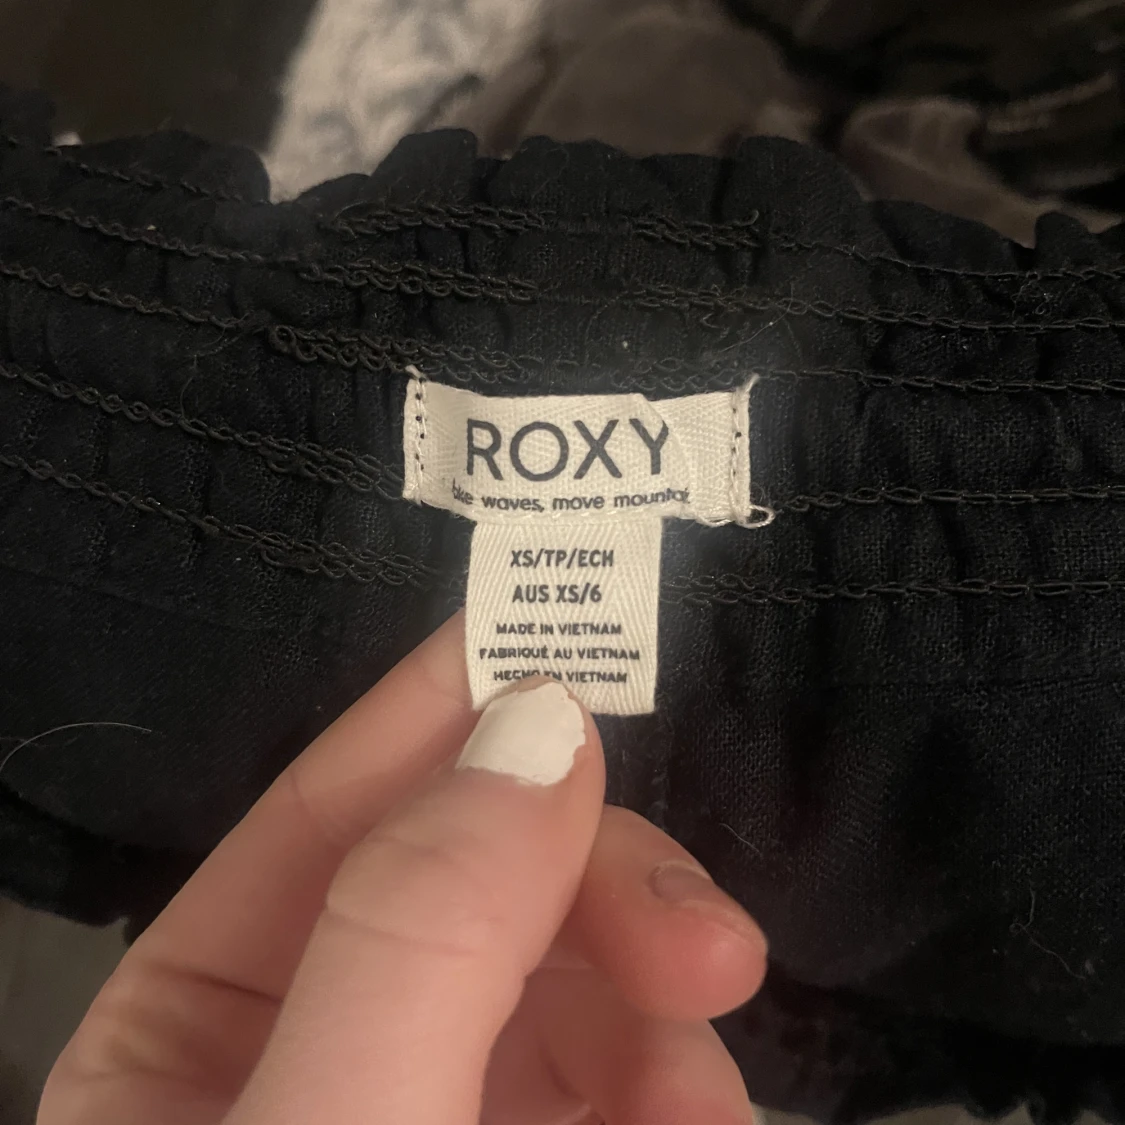 ROXY
waves, move
XS/TP/ECH
AUS XS/6
MADE IN VIETNAM
FABRIQUÉ AU VIETNAM
HECHO EN VIETNAM